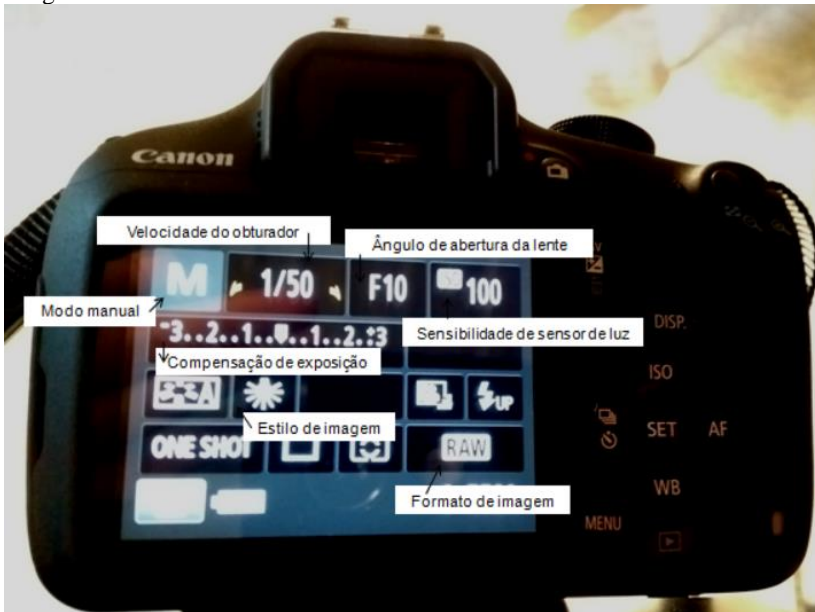 Canon
Velocidade do obturador
Ângulo de abertura da lente
M
1/50
F10
100
Modo manual
Sensibilidade de sensor de luz
DISP.
-3..2..1..0..1..2.:3
Compensação de exposição
ISO
A
UP
Estilo de imagem
SET
AF
ONE SHOT
RAW
WB
Formato de imagem
MENU